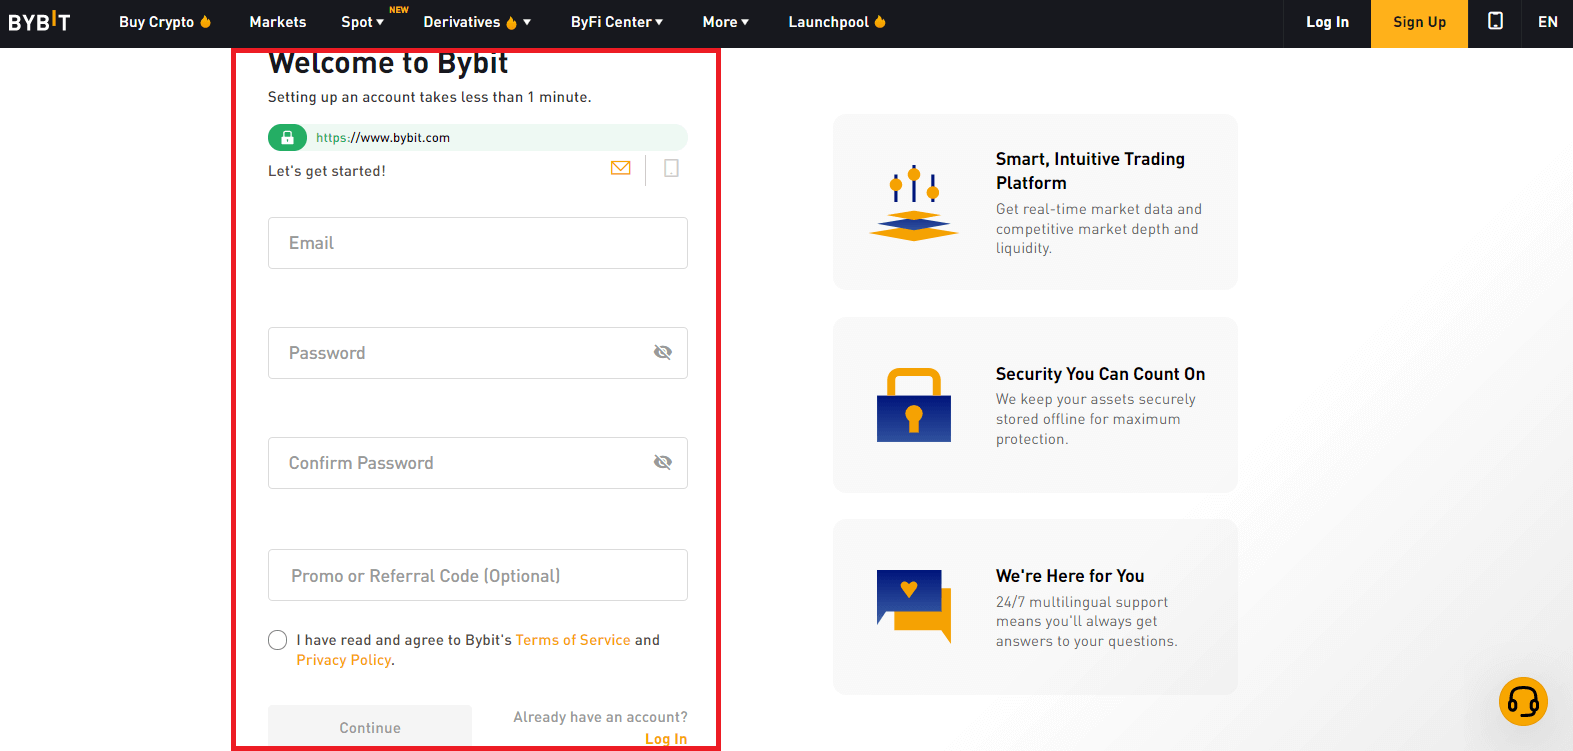 BYBIT
Buy Crypto
Markets
Spot
NEW
Derivatives
ByFi Center
More
Launchpool
Log In
Sign Up
EN
Welcome to Bybit
Setting up an account takes less than 1 minute.
https://www.bybit.com
Let's get started!
Email
Password
Confirm Password
Promo or Referral Code (Optional)
I have read and agree to Bybit's Terms of Service and
Privacy Policy.
Continue
Already have an account?
Log In
Smart, Intuitive Trading
Platform
Get real-time market data and
competitive market depth and
liquidity.
Security You Can Count On
We keep your assets securely
stored offline for maximum
protection.
We're Here for You
24/7 multilingual support
means you'll always get
answers to your questions.